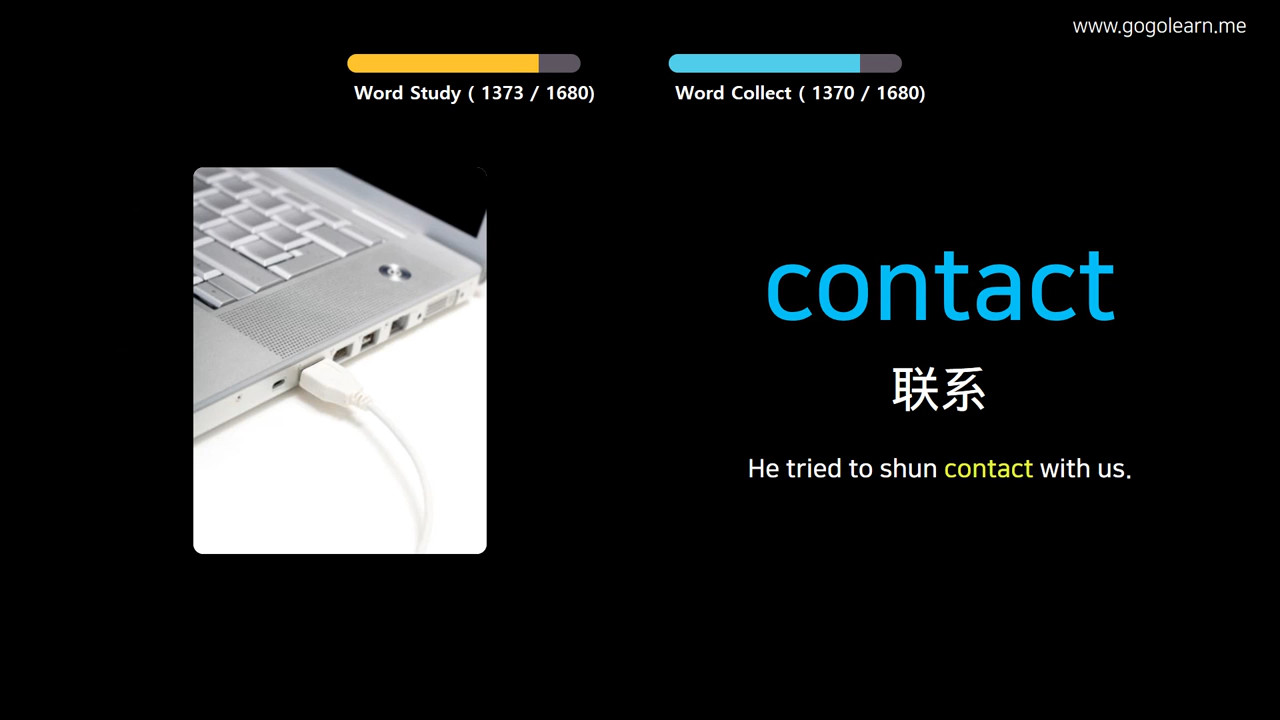 www.gogolearn.me
Word Study ( 1373 / 1680)
Word Collect ( 1370 / 1680)
contact
联系
He tried to shun contact with us.